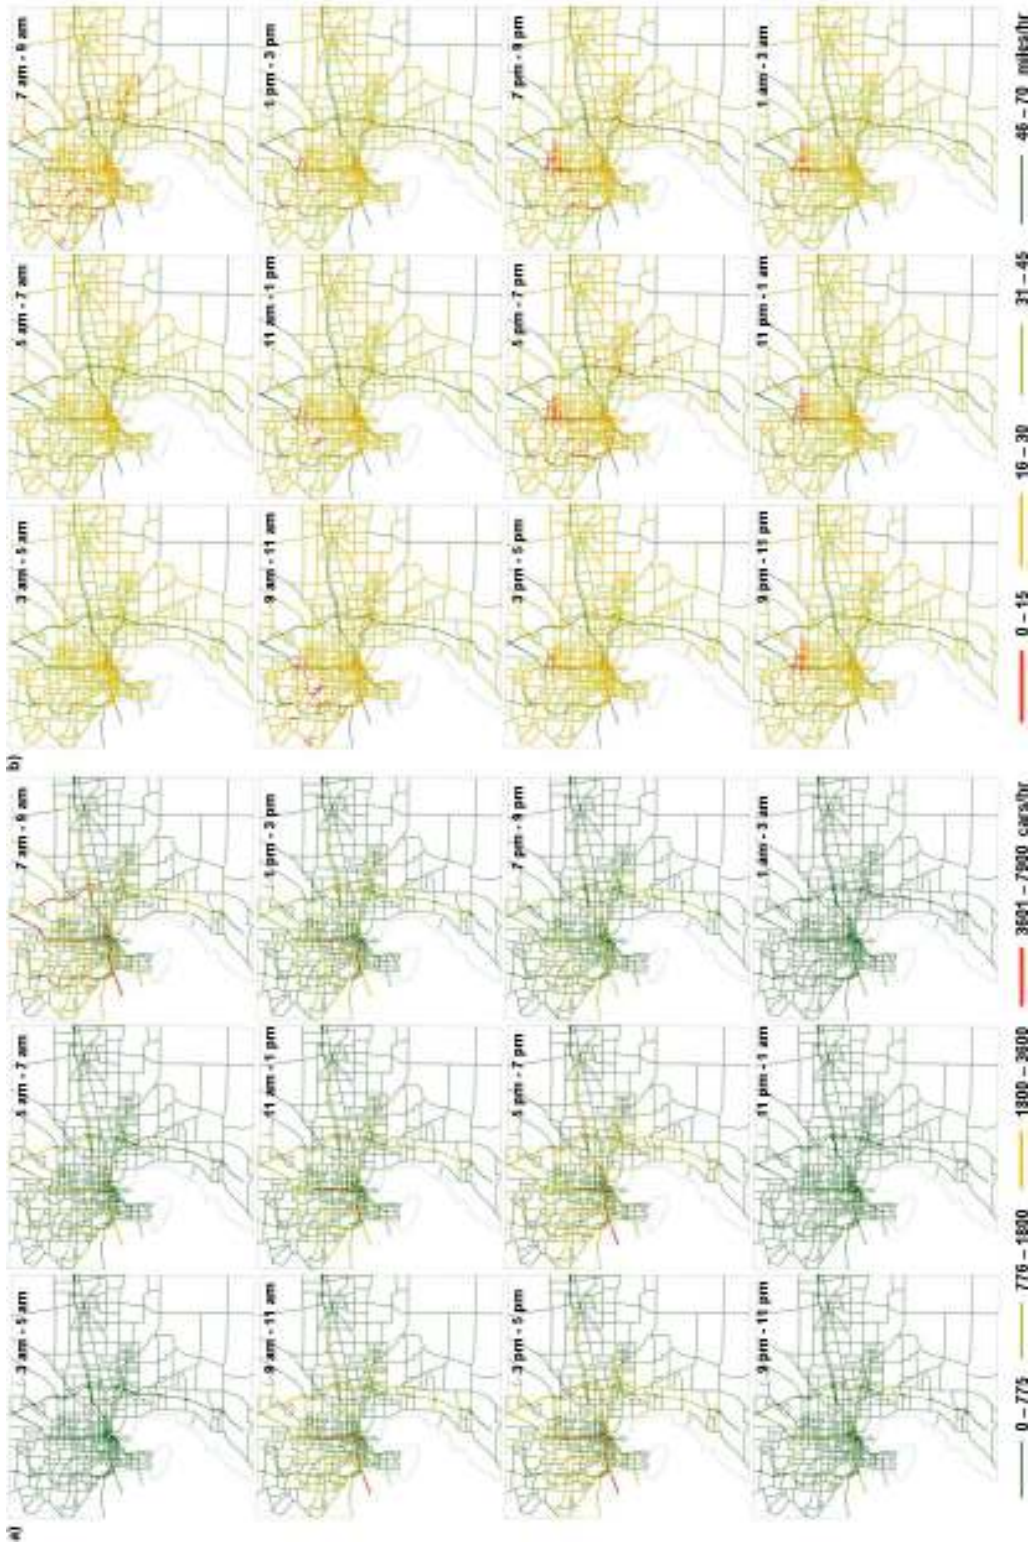 a)
3 am - 5 am
5 am - 7 am
7 am - 9 am
9 am - 11 am
11 am - 1 pm
1 pm - 3 pm
3 pm - 5 pm
5 pm - 7 pm
7 pm - 9 pm
9 pm - 11 pm
11 pm - 1 am
1 am - 3 am
0 – 775 776 – 1800 1800 – 3600 3601 – 7900 cars/hr
b)
3 am - 5 am
5 am - 7 am
7 am - 9 am
9 am - 11 am
11 am - 1 pm
1 pm - 3 pm
3 pm - 5 pm
5 pm - 7 pm
7 pm - 9 pm
9 pm - 11 pm
11 pm - 1 am
1 am - 3 am
0 – 15 16 – 30 31 – 45 46 – 70 miles/hr